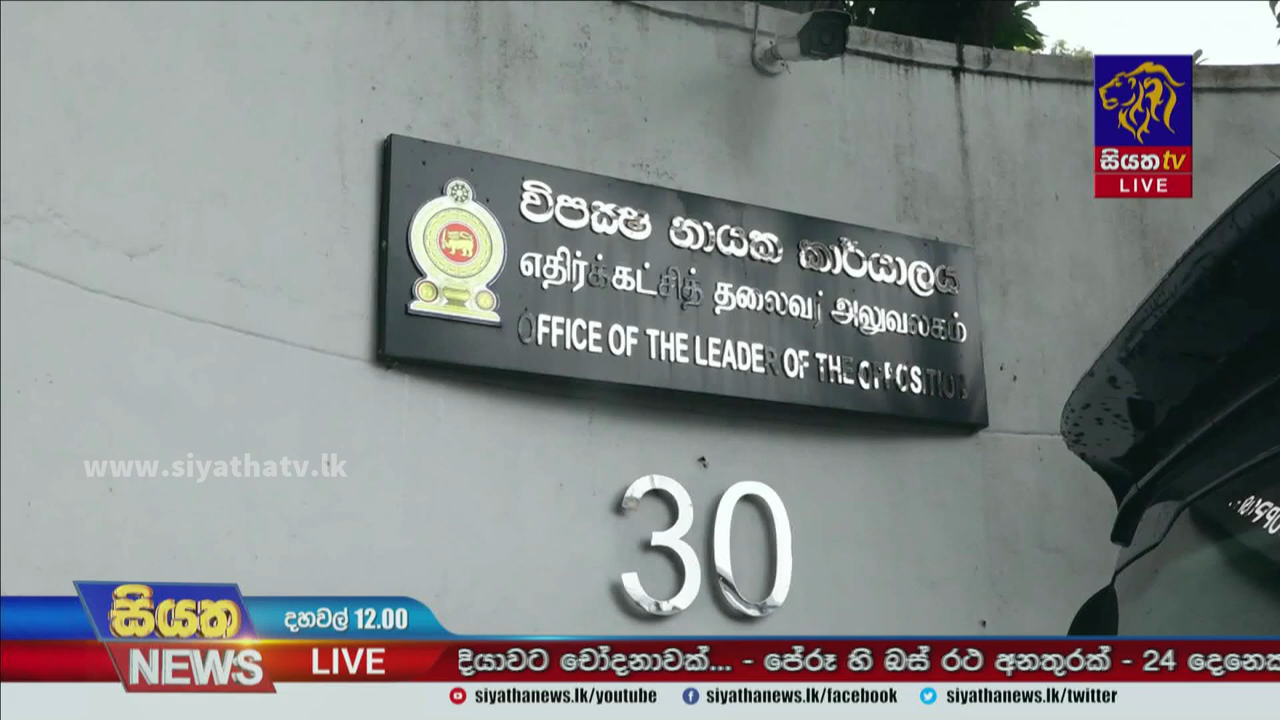 සියත tv
LIVE
විපක්ෂ නායක කාර්යාලය
எதிர்க்கட்சித் தலைவர் அலுவலகம்
OFFICE OF THE LEADER OF THE OPPOSITION
www.siyathatv.lk
30
සියත
NEWS
දහවල් 12.00
LIVE
දියාවට චෝදනාවක්... - පේරූ හි බස් රථ අනතුරක් - 24 දෙනෙක්
siyathanews.lk/youtube
siyathanews.lk/facebook
siyathanews.lk/twitter